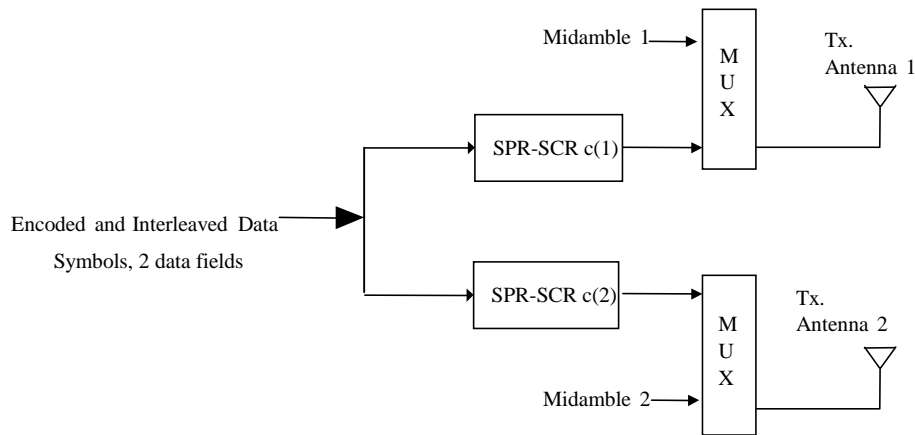 Midamble 1
M
U
X
Tx.
Antenna 1
SPR-SCR c(1)
Encoded and Interleaved Data
Symbols, 2 data fields
SPR-SCR c(2)
M
U
X
Tx.
Antenna 2
Midamble 2